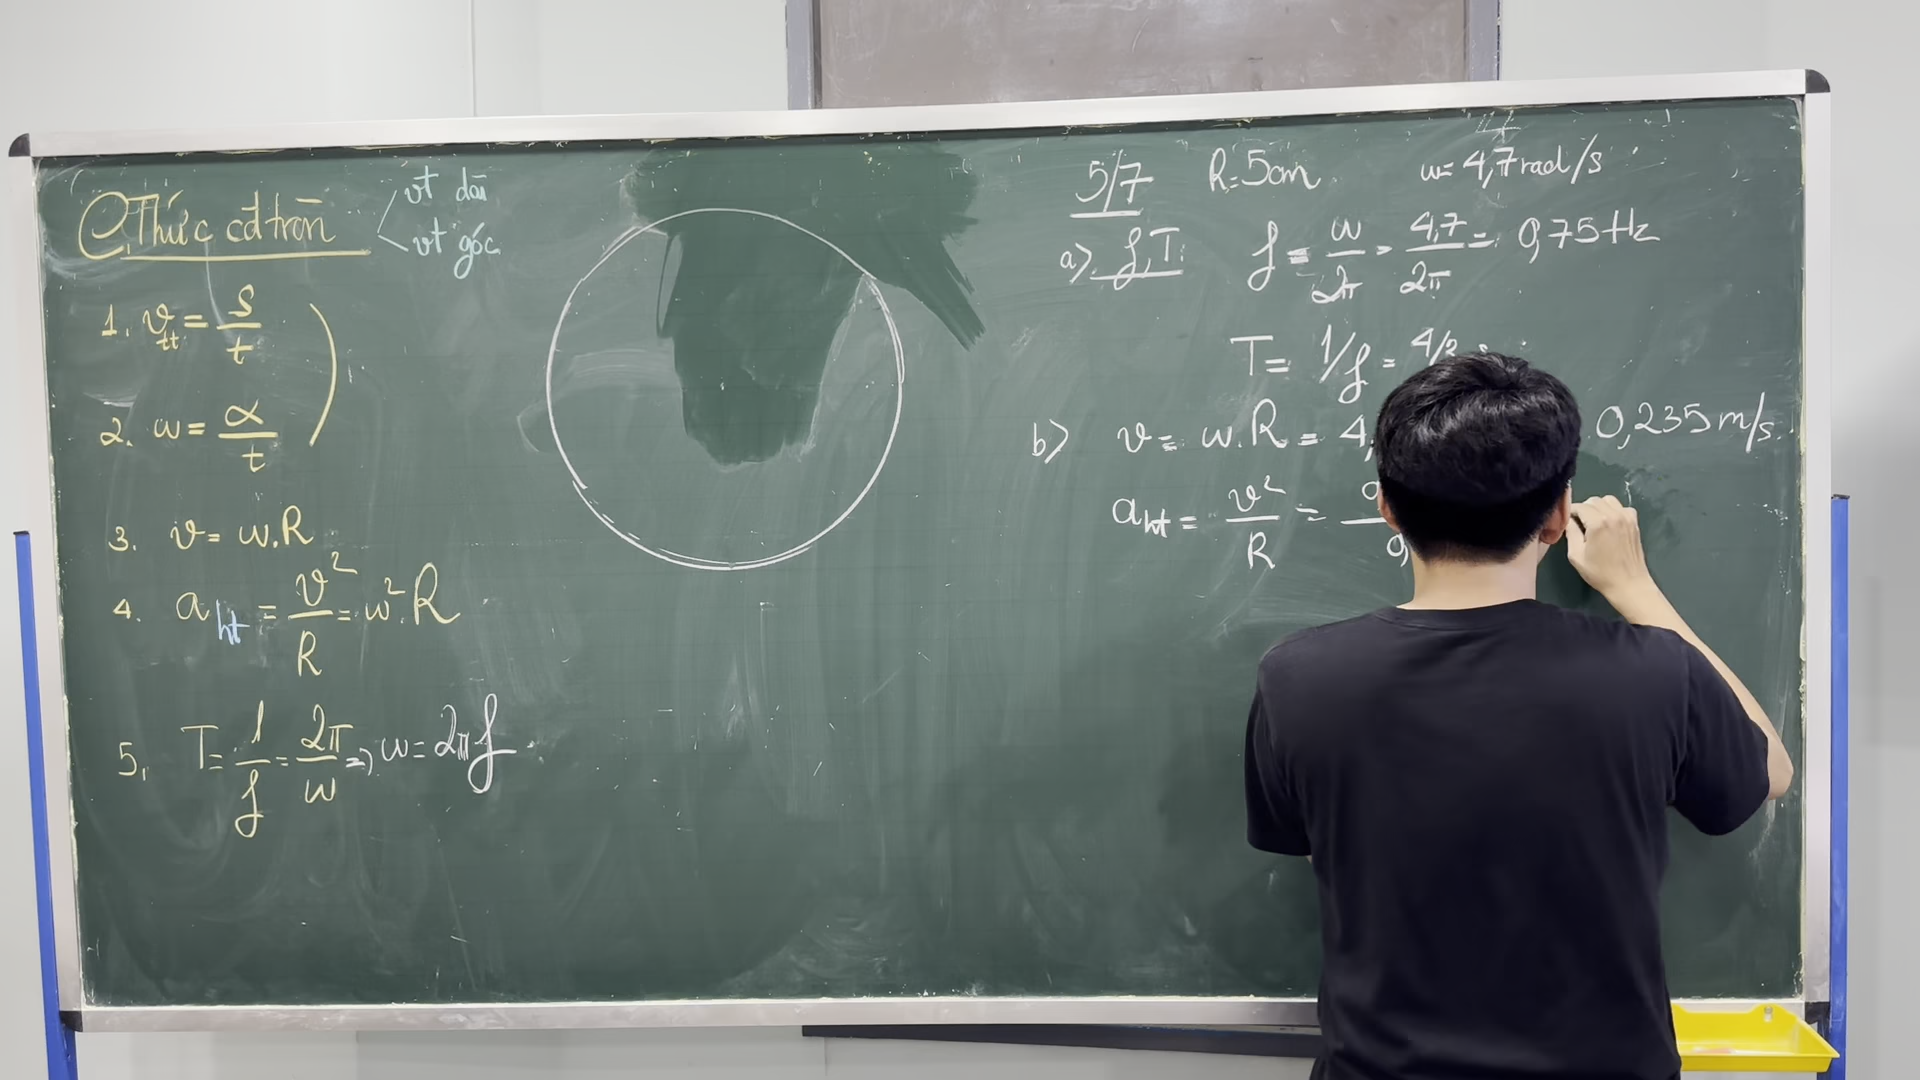 C.Thức cđ tròn
vt dài
vt góc
1. v_tt = s/t
2. ω = α/t
3. v = ω.R
4. a_ht = v²/R = ω².R
5. T = 1/f = 2π/ω => ω = 2πf
5/7 R = 5cm ω = 4,7 rad/s
a) f, T: f = ω/2π = 4,7/2π = 0,75 Hz
T = 1/f = 4/3
b) v = ω.R = 4, 0,235 m/s.
a_ht = v²/R =